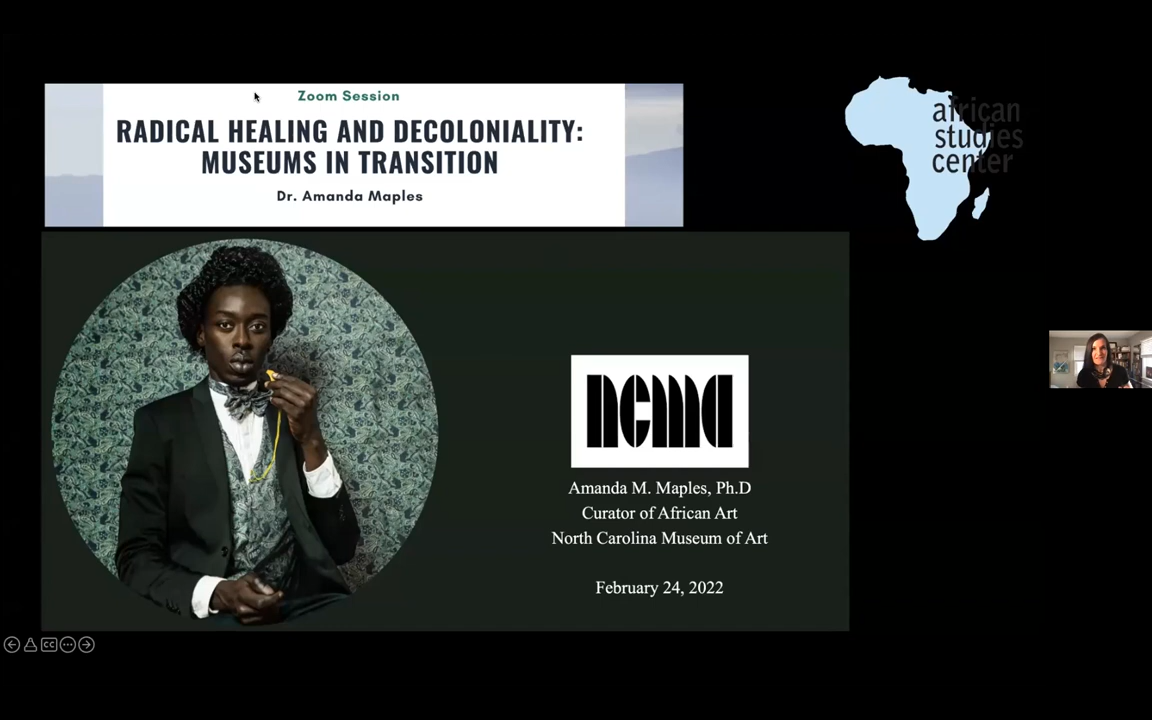 Zoom Session
RADICAL HEALING AND DECOLONIALITY:
MUSEUMS IN TRANSITION
Dr. Amanda Maples
african
studies
center
ncma
Amanda M. Maples, Ph.D
Curator of African Art
North Carolina Museum of Art
February 24, 2022
CC